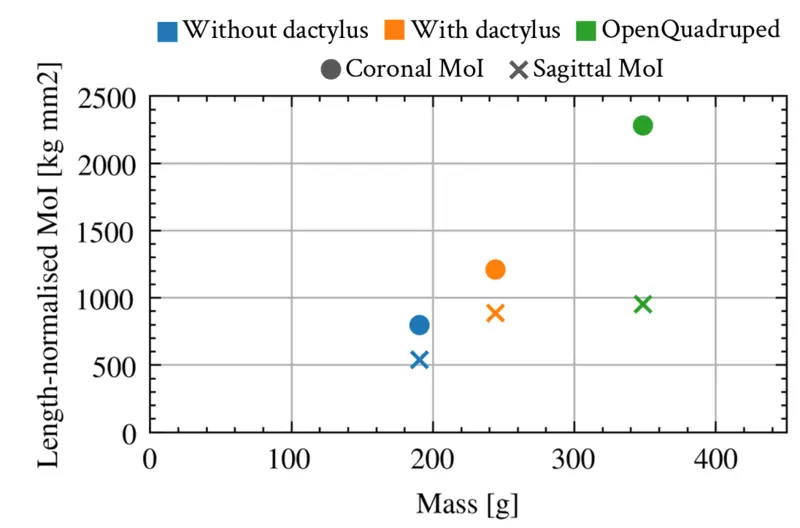 Without dactylus With dactylus OpenQuadruped
Coronal MoI Sagittal MoI
Length-normalised MoI [kg mm2]
2500
2000
1500
1000
500
0
0 100 200 300 400
Mass [g]